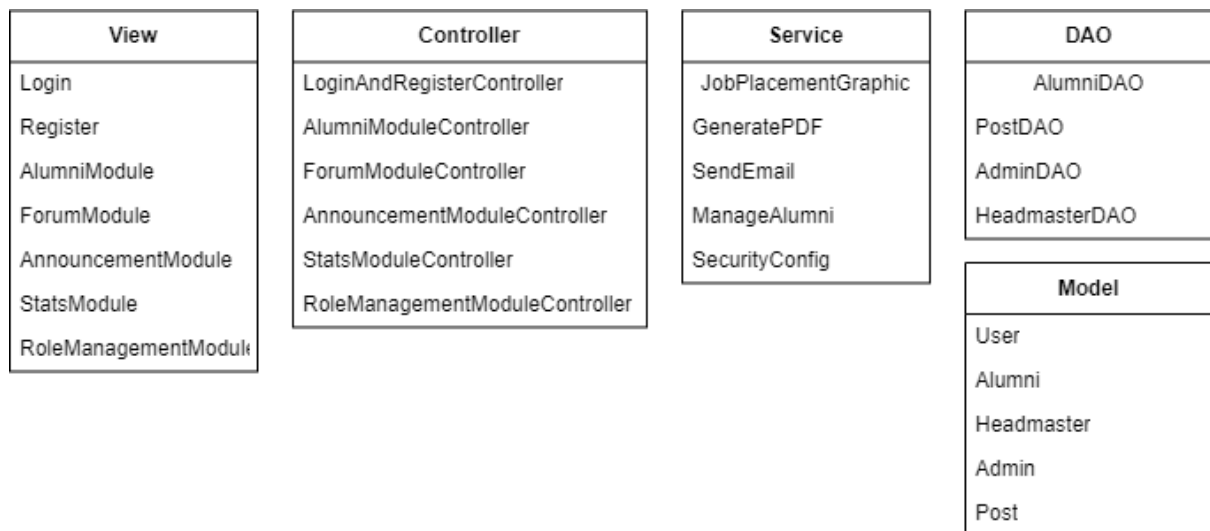 View
Login
Register
AlumniModule
ForumModule
AnnouncementModule
StatsModule
RoleManagementModule
Controller
LoginAndRegisterController
AlumniModuleController
ForumModuleController
AnnouncementModuleController
StatsModuleController
RoleManagementModuleController
Service
JobPlacementGraphic
GeneratePDF
SendEmail
ManageAlumni
SecurityConfig
DAO
AlumniDAO
PostDAO
AdminDAO
HeadmasterDAO
Model
User
Alumni
Headmaster
Admin
Post